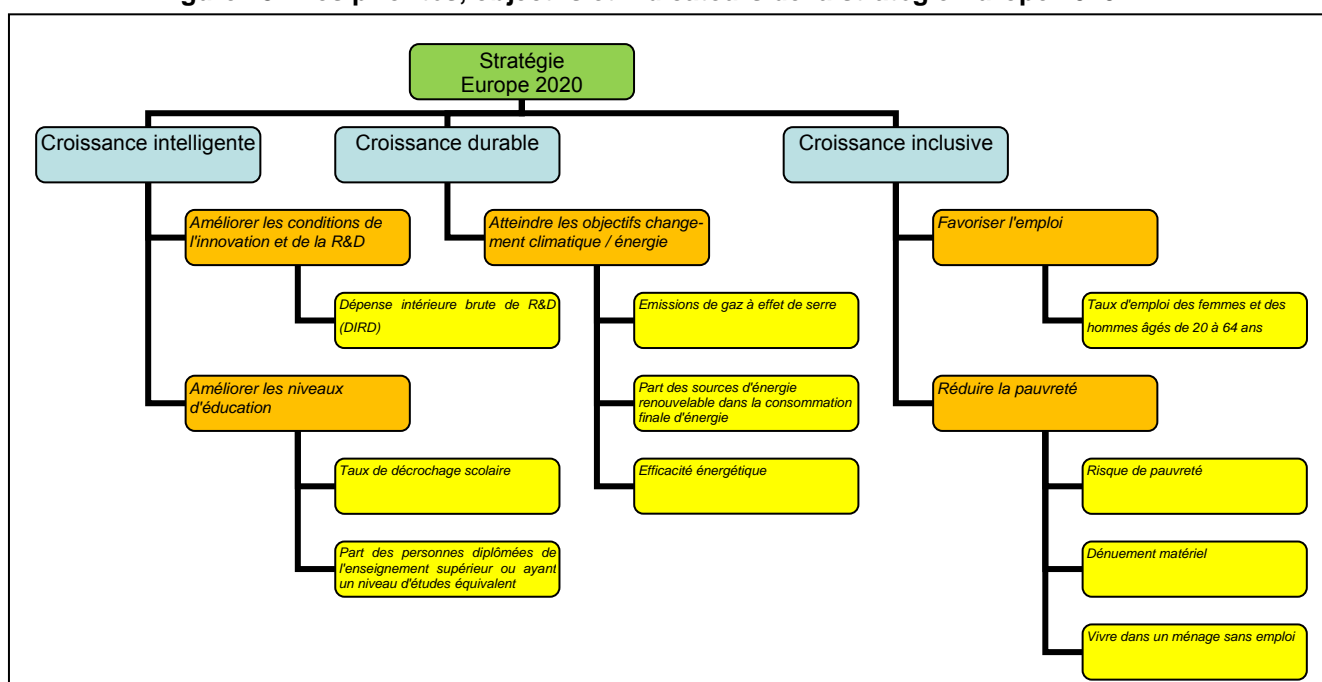 Stratégie
Europe 2020
Croissance intelligente
Croissance durable
Croissance inclusive
Améliorer les conditions de
l'innovation et de la R&D
Atteindre les objectifs change-
ment climatique / énergie
Favoriser l'emploi
Dépense intérieure brute de R&D
(DIRD)
Emissions de gaz à effet de serre
Taux d'emploi des femmes et des
hommes âgés de 20 à 64 ans
Améliorer les niveaux
d'éducation
Part des sources d'énergie
renouvelable dans la consommation
finale d'énergie
Réduire la pauvreté
Taux de décrochage scolaire
Efficacité énergétique
Risque de pauvreté
Part des personnes diplômées de
l'enseignement supérieur ou ayant
un niveau d'études équivalent
Dénuement matériel
Vivre dans un ménage sans emploi